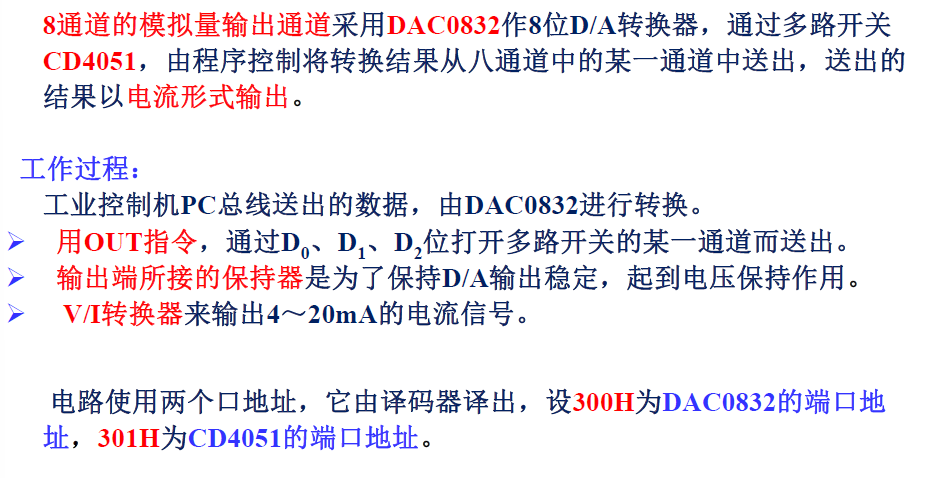 8通道的模拟量输出通道采用DAC0832作8位D/A转换器，通过多路开关
CD4051，由程序控制将转换结果从八通道中的某一通道中送出，送出的
结果以电流形式输出。
工作过程：
工业控制机PC总线送出的数据，由DAC0832进行转换。
➢ 用OUT指令，通过D₀、D₁、D₂位打开多路开关的某一通道而送出。
➢ 输出端所接的保持器是为了保持D/A输出稳定，起到电压保持作用。
➢ V/I转换器来输出4～20mA的电流信号。
电路使用两个口地址，它由译码器译出，设300H为DAC0832的端口地
址，301H为CD4051的端口地址。